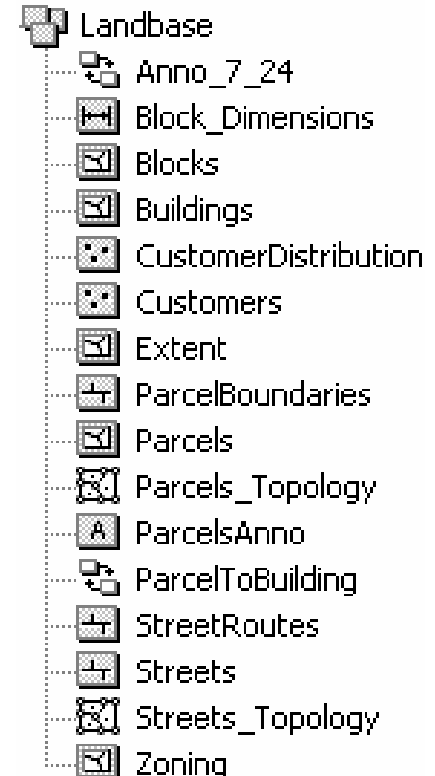 Landbase
Anno_7_24
Block_Dimensions
Blocks
Buildings
CustomerDistribution
Customers
Extent
ParcelBoundaries
Parcels
Parcels_Topology
A ParcelsAnno
ParcelToBuilding
StreetRoutes
Streets
Streets_Topology
Zoning